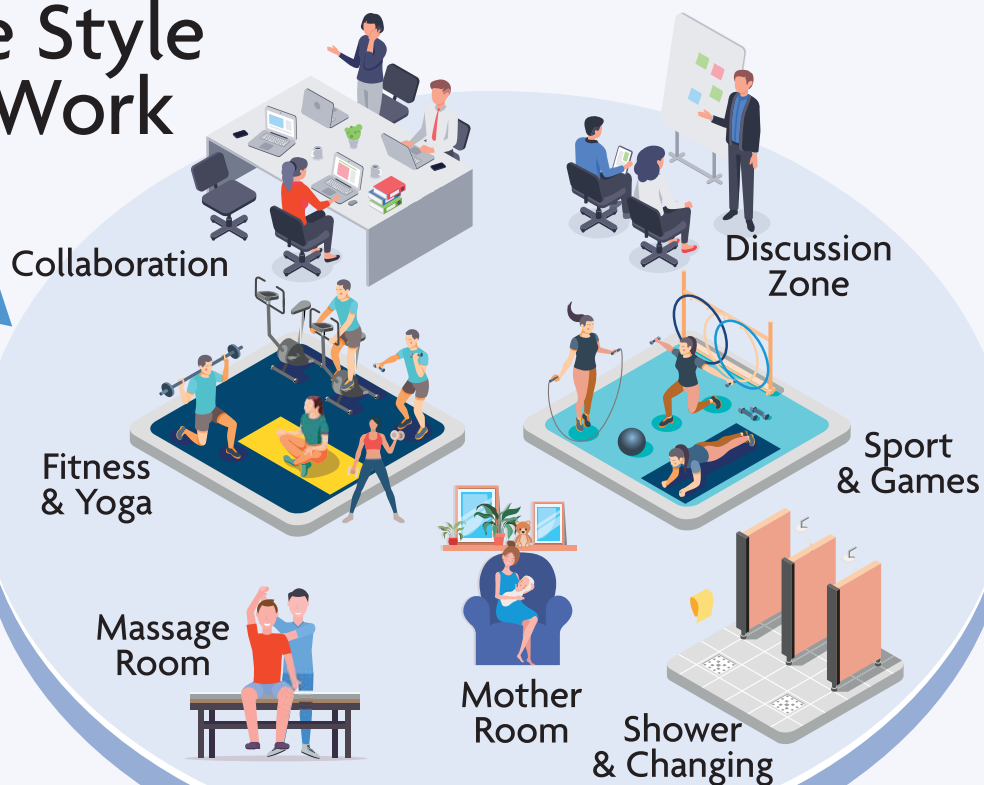 e Style
Work
Collaboration
Discussion
Zone
Fitness
& Yoga
Sport
& Games
Massage
Room
Mother
Room
Shower
& Changing